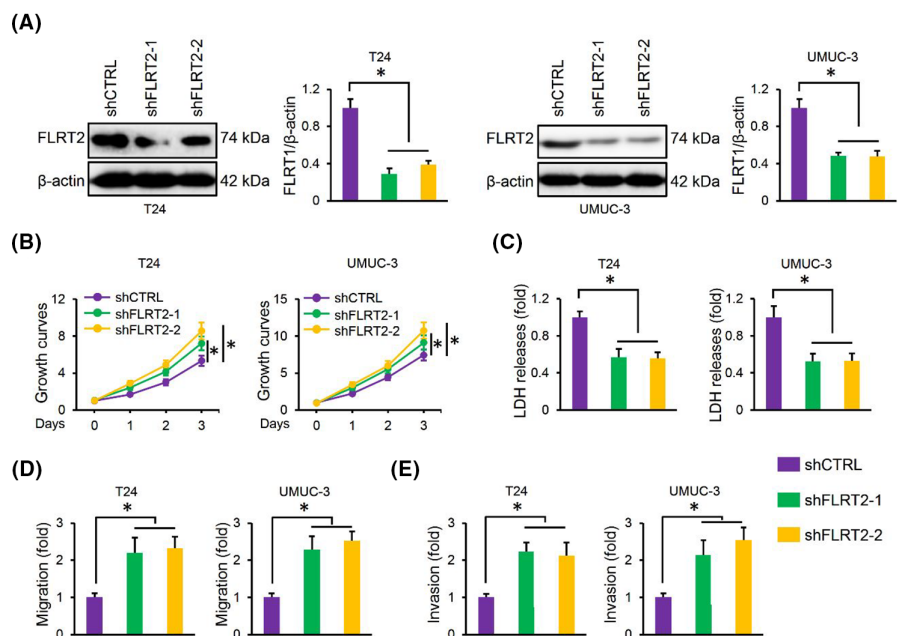 (A)
shCTRL
shFLRT2-1
shFLRT2-2
FLRT2
74 kDa
β-actin
42 kDa
T24
T24
FLRT1/β-actin
1.2
0.8
0.4
0
*
shCTRL
shFLRT2-1
shFLRT2-2
FLRT2
74 kDa
β-actin
42 kDa
UMUC-3
UMUC-3
FLRT1/β-actin
1.2
0.8
0.4
0
*
(B)
T24
Growth curves
12
8
4
0
shCTRL
shFLRT2-1
shFLRT2-2
* *
Days 0 1 2 3
UMUC-3
Growth curves
15
10
5
0
shCTRL
shFLRT2-1
shFLRT2-2
* *
Days 0 1 2 3
(C)
T24
LDH releases (fold)
1.2
0.8
0.4
0
*
UMUC-3
LDH releases (fold)
1.2
0.8
0.4
0
*
(D)
T24
Migration (fold)
3
2
1
0
*
UMUC-3
Migration (fold)
3
2
1
0
*
(E)
T24
Invasion (fold)
3
2
1
0
*
UMUC-3
Invasion (fold)
3
2
1
0
*
shCTRL
shFLRT2-1
shFLRT2-2